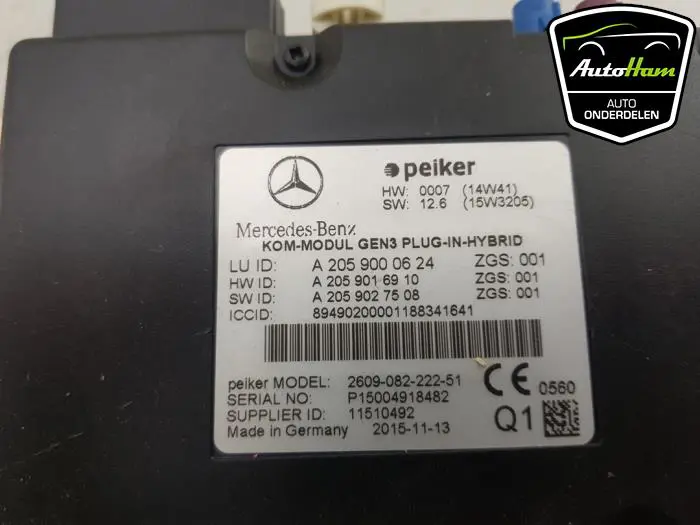 AutoHam
AUTO
ONDERDELEN
peiker
HW: 0007 (14W41)
SW: 12.6 (15W3205)
Mercedes-Benz
KOM-MODUL GEN3 PLUG-IN-HYBRID
LU ID: A 205 900 06 24 ZGS: 001
HW ID: A 205 901 69 10 ZGS: 001
SW ID: A 205 902 75 08 ZGS: 001
ICCID: 89490200001188341641
peiker MODEL: 2609-082-222-51
SERIAL NO: P15004918482
SUPPLIER ID: 11510492
Made in Germany 2015-11-13
CE 0560
Q1